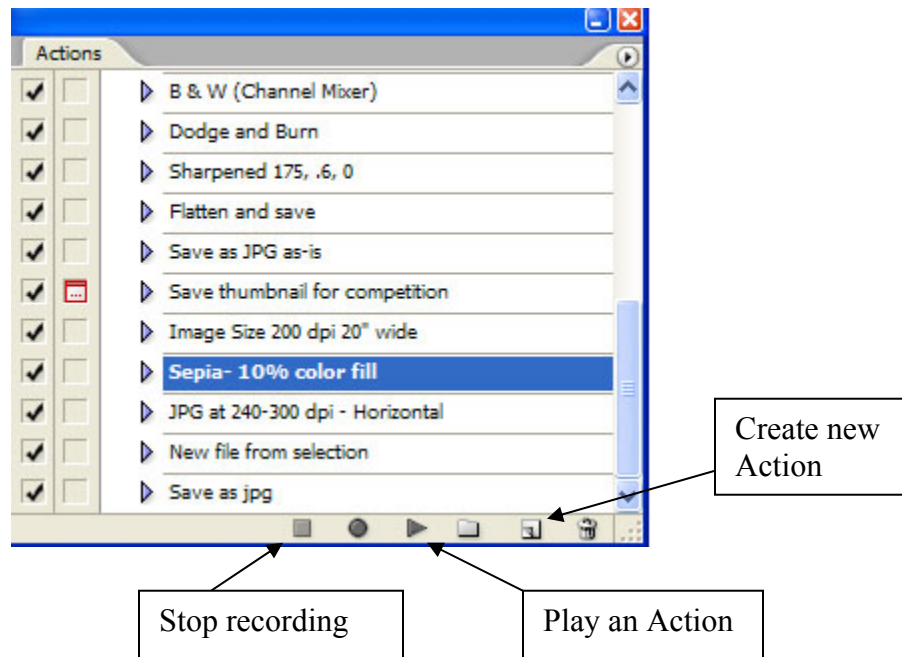 Actions
B & W (Channel Mixer)
Dodge and Burn
Sharpened 175, .6, 0
Flatten and save
Save as JPG as-is
Save thumbnail for competition
Image Size 200 dpi 20" wide
Sepia- 10% color fill
JPG at 240-300 dpi - Horizontal
New file from selection
Save as jpg
Create new
Action
Stop recording
Play an Action